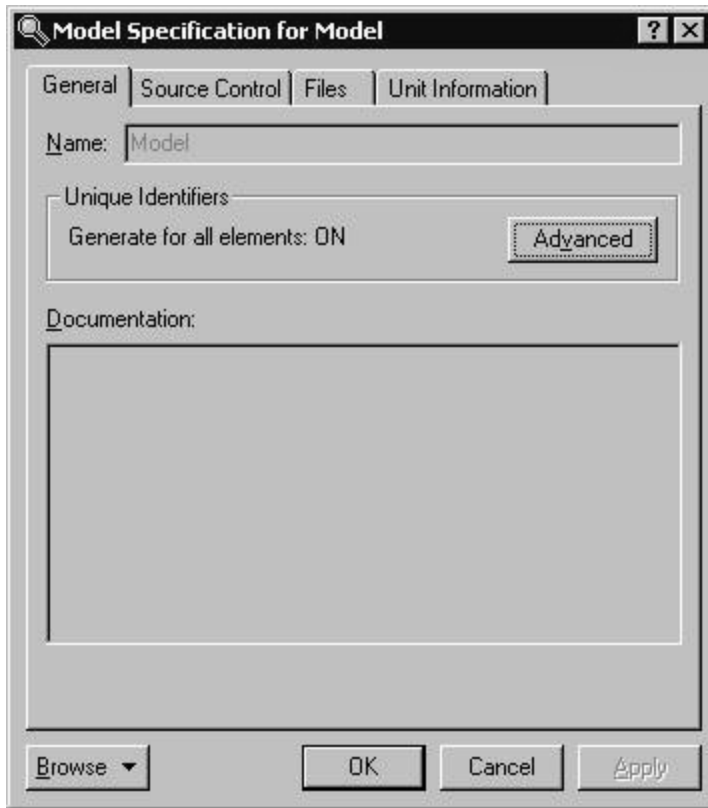 Model Specification for Model ? ×
General Source Control Files Unit Information
Name: Model
Unique Identifiers
Generate for all elements: ON Advanced
Documentation:
Browse OK Cancel Apply